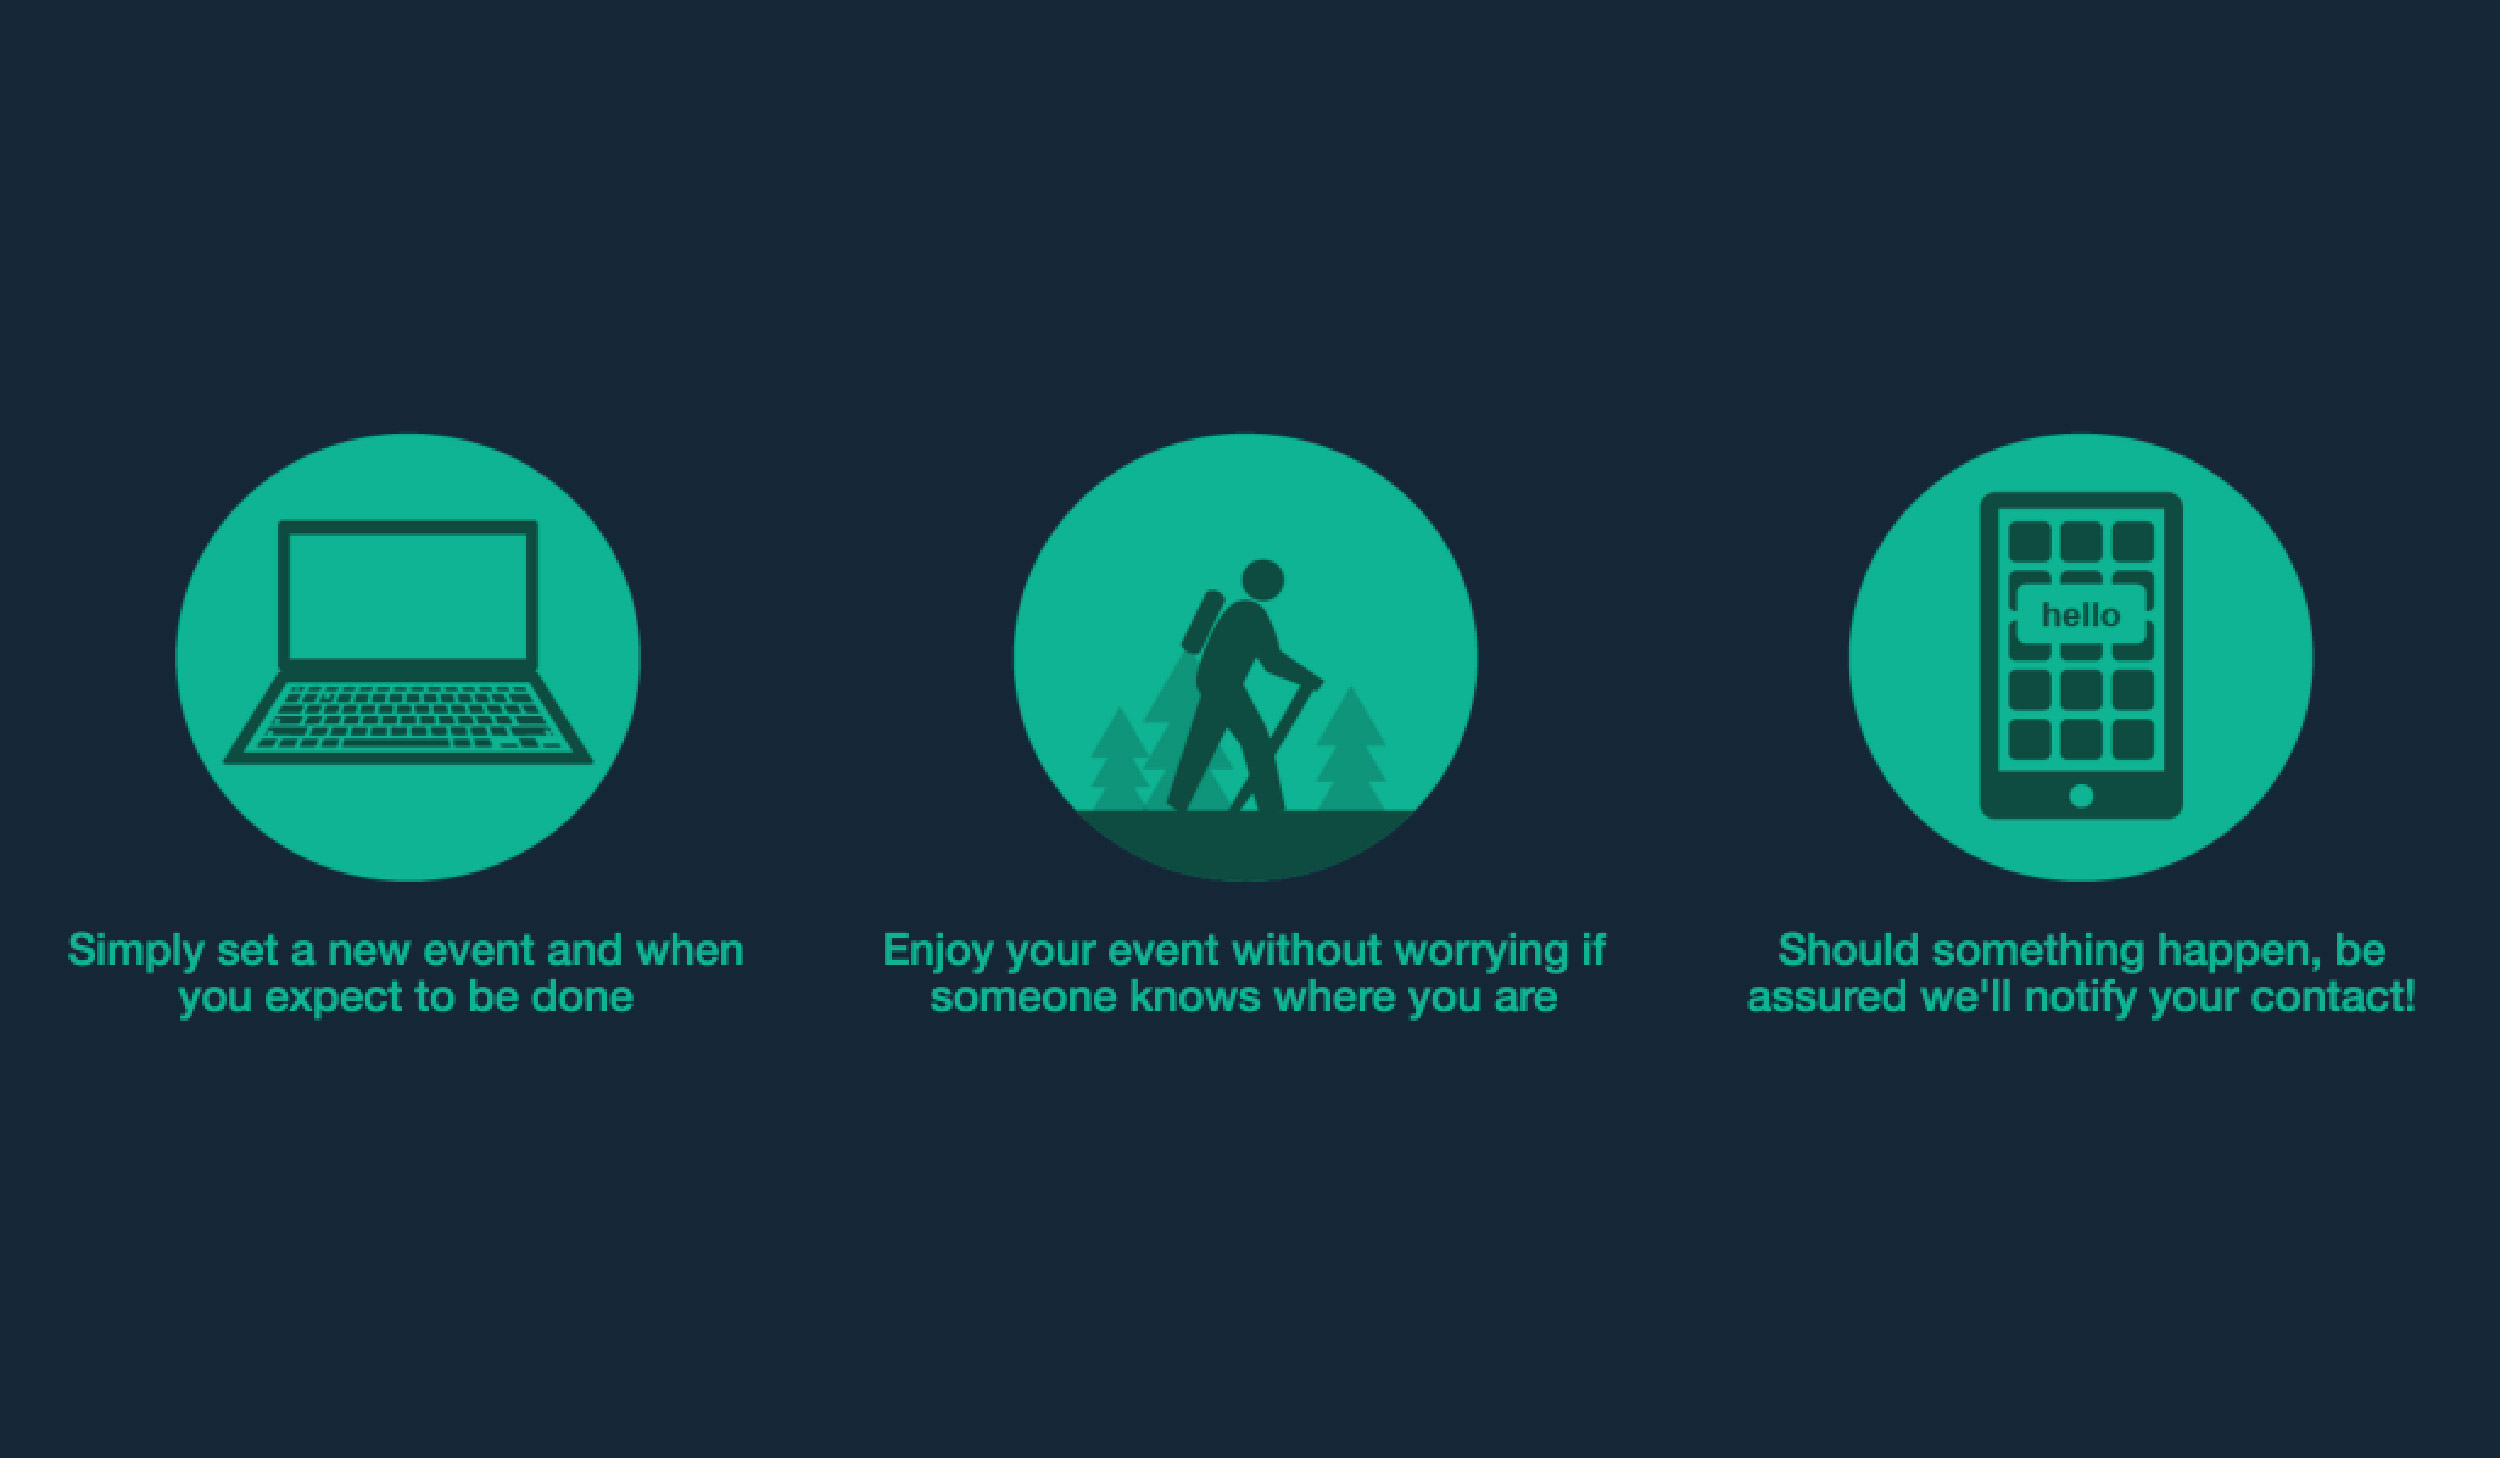 hello
Simply set a new event and when
you expect to be done
Enjoy your event without worrying if
someone knows where you are
Should something happen, be
assured we'll notify your contact!